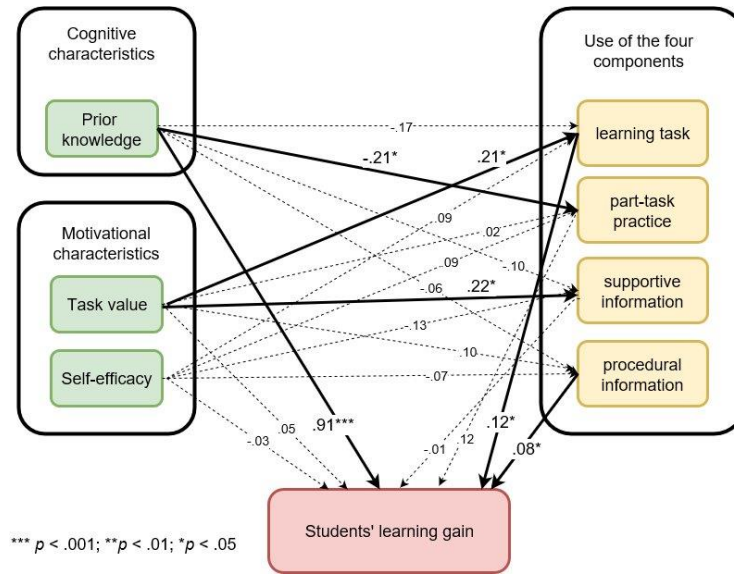 Cognitive
characteristics
Prior
knowledge
Motivational
characteristics
Task value
Self-efficacy
Use of the four
components
learning task
part-task
practice
supportive
information
procedural
information
-.17
-.21*
.21*
.09
.02
.09
-.10
-.06
.22*
-.13
.10
-.07
.91***
.05
-.03
-.01
.12
.12*
.08*
Students' learning gain
*** p < .001; **p < .01; *p < .05